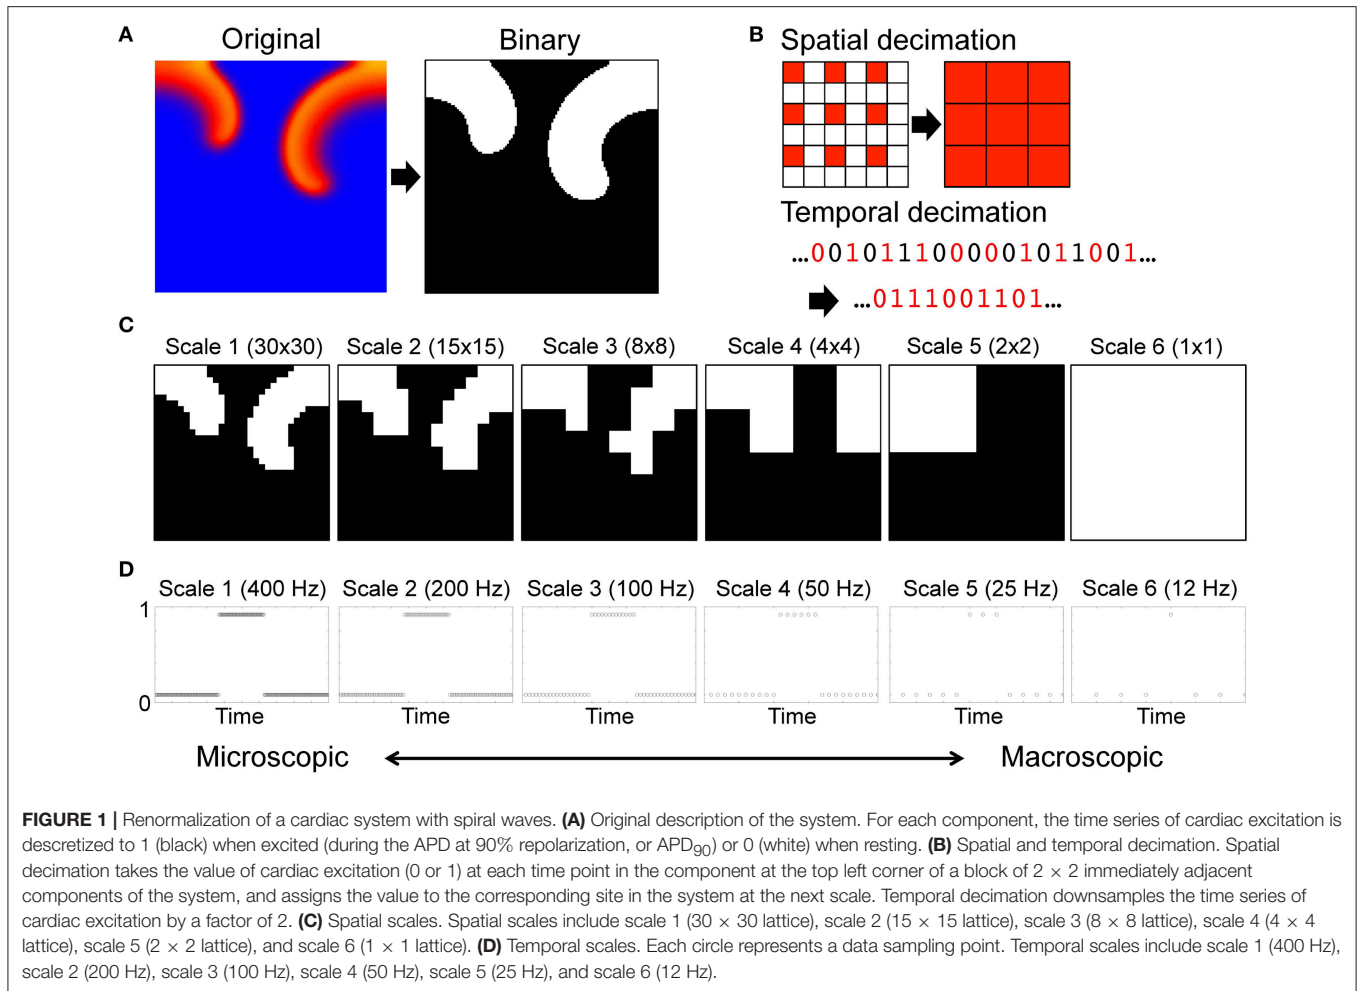 A
Original
Binary
B
Spatial decimation
Temporal decimation
...0010111000001011001...
...0111001101...
C
Scale 1 (30x30)
Scale 2 (15x15)
Scale 3 (8x8)
Scale 4 (4x4)
Scale 5 (2x2)
Scale 6 (1x1)
D
Scale 1 (400 Hz)
Scale 2 (200 Hz)
Scale 3 (100 Hz)
Scale 4 (50 Hz)
Scale 5 (25 Hz)
Scale 6 (12 Hz)
1
0
Time
Time
Time
Time
Time
Time
Microscopic
Macroscopic
FIGURE 1 | Renormalization of a cardiac system with spiral waves. (A) Original description of the system. For each component, the time series of cardiac excitation is
descretized to 1 (black) when excited (during the APD at 90% repolarization, or APD90) or 0 (white) when resting. (B) Spatial and temporal decimation. Spatial
decimation takes the value of cardiac excitation (0 or 1) at each time point in the component at the top left corner of a block of 2 × 2 immediately adjacent
components of the system, and assigns the value to the corresponding site in the system at the next scale. Temporal decimation downsamples the time series of
cardiac excitation by a factor of 2. (C) Spatial scales. Spatial scales include scale 1 (30 × 30 lattice), scale 2 (15 × 15 lattice), scale 3 (8 × 8 lattice), scale 4 (4 × 4
lattice), scale 5 (2 × 2 lattice), and scale 6 (1 × 1 lattice). (D) Temporal scales. Each circle represents a data sampling point. Temporal scales include scale 1 (400 Hz),
scale 2 (200 Hz), scale 3 (100 Hz), scale 4 (50 Hz), scale 5 (25 Hz), and scale 6 (12 Hz).